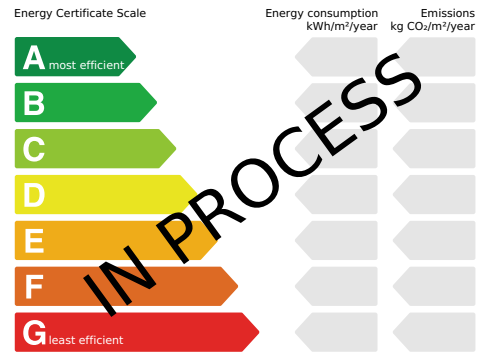 Energy Certificate Scale
Energy consumption
kWh/m²/year
Emissions
kg CO₂/m²/year
A most efficient
B
C
D
E
F
G least efficient
IN PROCESS